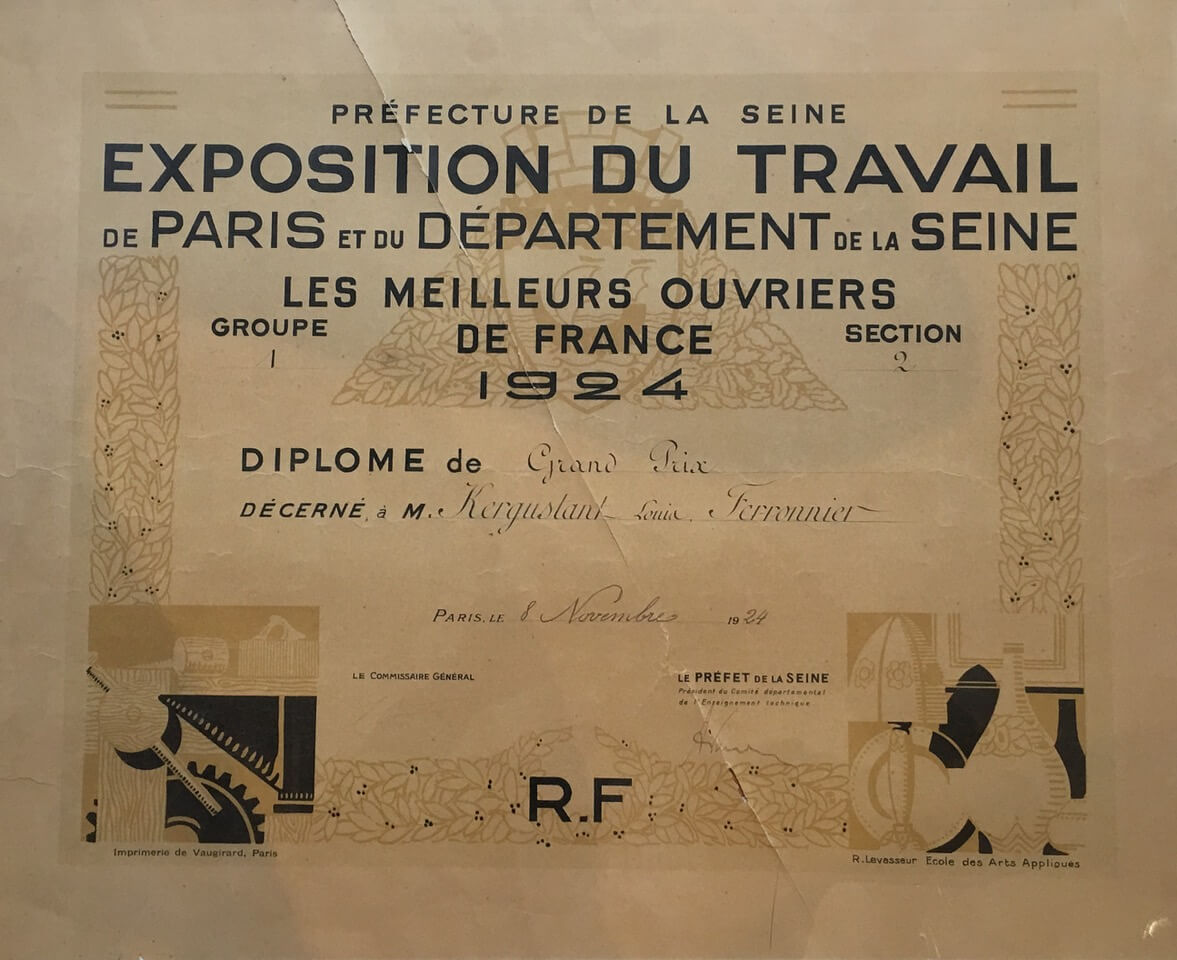 PRÉFECTURE DE LA SEINE
EXPOSITION DU TRAVAIL
DE PARIS ET DU DÉPARTEMENT DE LA SEINE
LES MEILLEURS OUVRIERS
GROUPE DE FRANCE SECTION
1 2
1924
DIPLOME de Grand Prix
DÉCERNÉ, à M. Kergustant Louis, Ferronnier
PARIS, LE 8 Novembre 1924
LE COMMISSAIRE GÉNÉRAL
LE PRÉFET DE LA SEINE
Président du Comité départemental
de l'Enseignement technique
R.F
Imprimerie de Vaugirard, Paris
R. Levasseur Ecole des Arts Appliqués